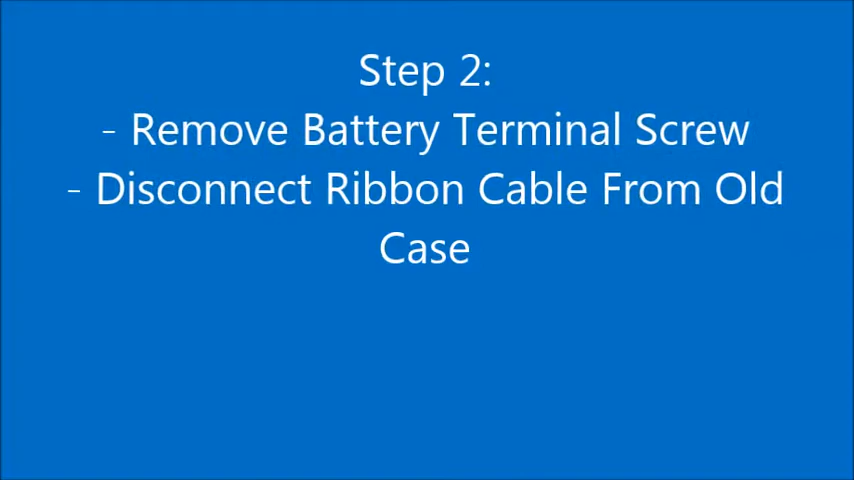 Step 2:
- Remove Battery Terminal Screw
- Disconnect Ribbon Cable From Old
Case